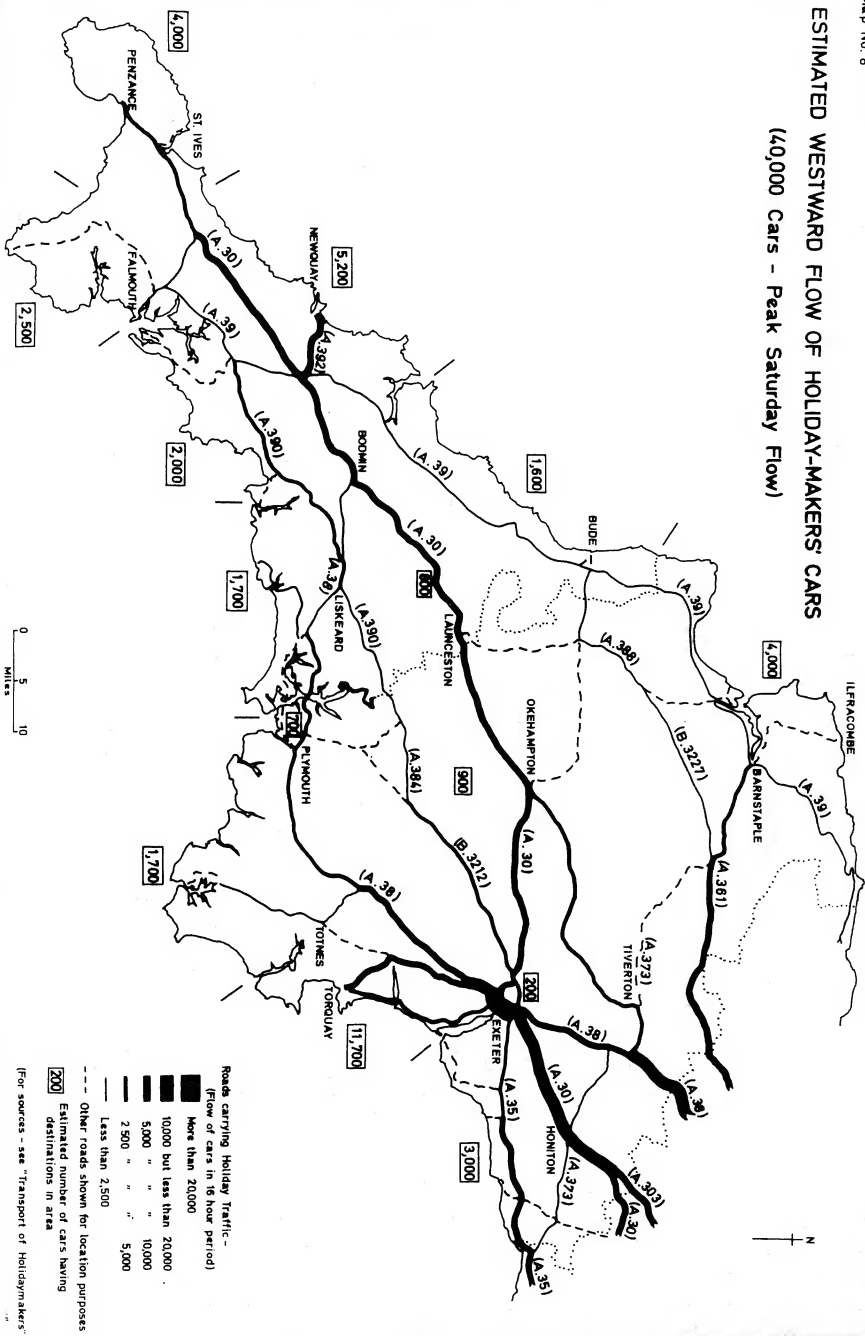 Map No. 8
ESTIMATED WESTWARD FLOW OF HOLIDAY-MAKERS' CARS
(40,000 Cars - Peak Saturday Flow)
ILFRACOMBE
4,000
BARNSTAPLE
(A.39)
(A.361)
(A.39)
(B.3227)
(A.388)
BUDE
(A.373)
TIVERTON
(A.38)
(A.38)
1,600
(A.39)
OKEHAMPTON
(A.30)
LAUNCESTON
(A.30)
800
900
200
EXETER
(A.30)
HONITON
(A.303)
(A.30)
(A.373)
(A.35)
(A.35)
3,000
(B.3212)
(A.384)
(A.390)
BODMIN
5,200
NEWQUAY
(A.392)
(A.30)
(A.39)
(A.390)
(A.38)
LISKEARD
700
PLYMOUTH
(A.38)
TOTNES
TORQUAY
11,700
1,700
1,700
2,000
FALMOUTH
2,500
ST. IVES
PENZANCE
4,000
N
0 5 10
Miles
Roads carrying Holiday Traffic -
(Flow of cars in 16 hour period)
More than 20,000
10,000 but less than 20,000 .
5,000 " " " 10,000
2 500 " " " 5,000
Less than 2,500
Other roads shown for location purposes
200 Estimated number of cars having
destinations in area
(For sources - see "Transport of Holidaymakers"